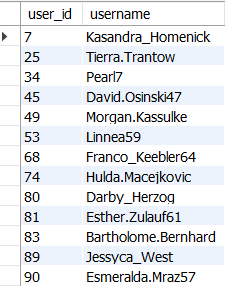 user_id username
7 Kasandra_Homenick
25 Tierra.Trantow
34 Pearl7
45 David.Osinski47
49 Morgan.Kassulke
53 Linnea59
68 Franco_Keebler64
74 Hulda.Macejkovic
80 Darby_Herzog
81 Esther.Zulauf61
83 Bartholome.Bernhard
89 Jessyca_West
90 Esmeralda.Mraz57